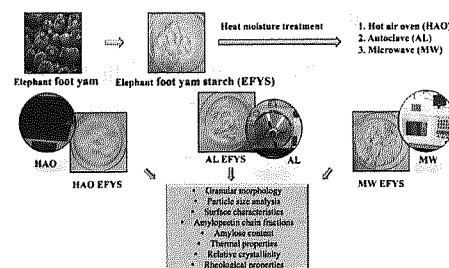 Heat moisture treatment
1. Hot air oven (HAO)
2. Autoclave (AL)
3. Microwave (MW)
Elephant foot yam
Elephant foot yam starch (EFYS)
HAO
HAO EFYS
AL EFYS
AL
MW EFYS
MW
• Granular morphology
• Particle size analysis
• Surface characteristics
• Amylopectin chain fractions
• Amylose content
• Thermal properties
• Relative crystallinity
• Rheological properties